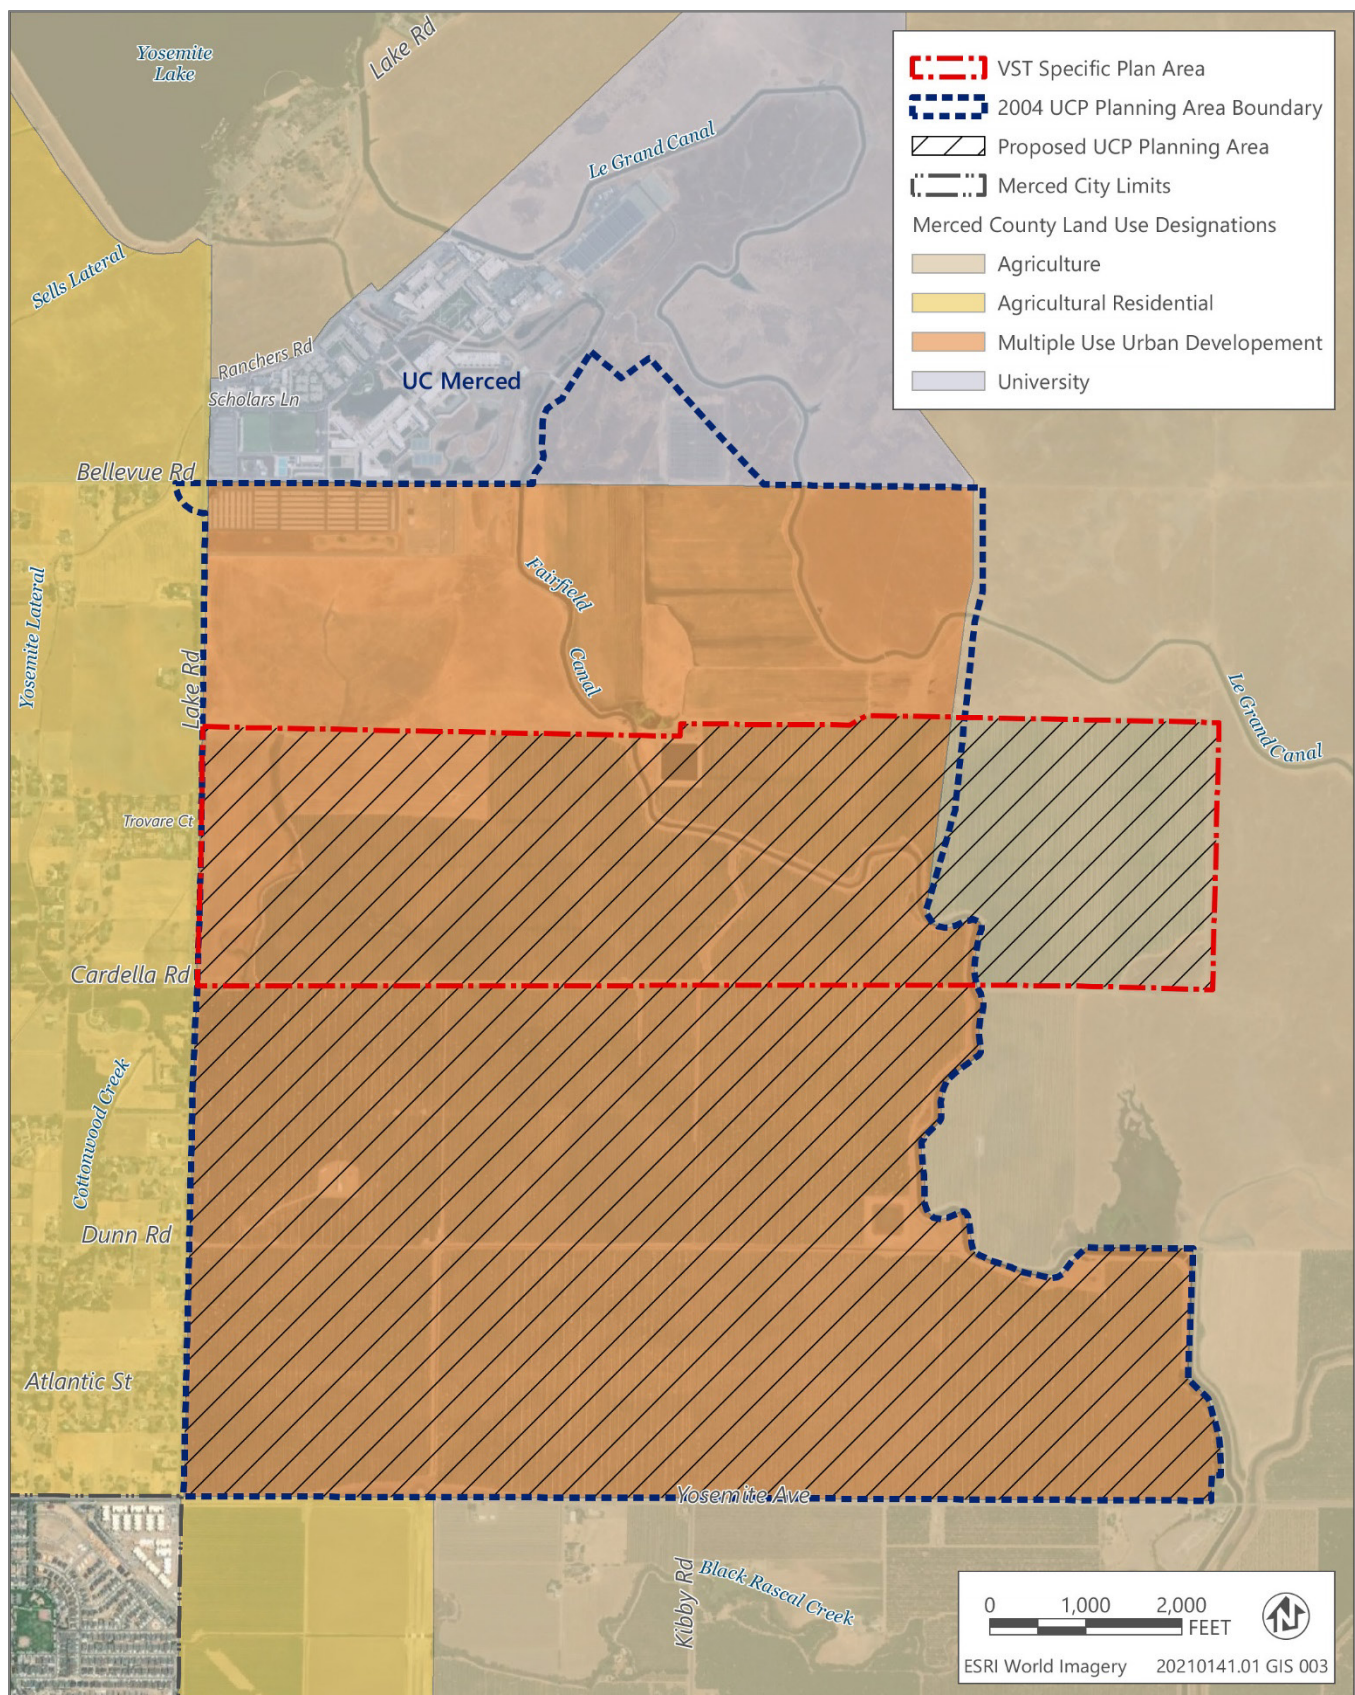 Yosemite
Lake
Lake Rd
Le Grand Canal
VST Specific Plan Area
2004 UCP Planning Area Boundary
Proposed UCP Planning Area
Merced City Limits
Merced County Land Use Designations
Agriculture
Agricultural Residential
Multiple Use Urban Developement
University
Sells Lateral
Ranchers Rd
Scholars Ln
UC Merced
Bellevue Rd
Fairfield
Canal
Yosemite Lateral
Lake Rd
Le Grand Canal
Trovare Ct
Cardella Rd
Cottonwood Creek
Dunn Rd
Atlantic St
Yosemite Ave
Kibby Rd
Black Rascal Creek
0 1,000 2,000
FEET
N
ESRI World Imagery 20210141.01 GIS 003